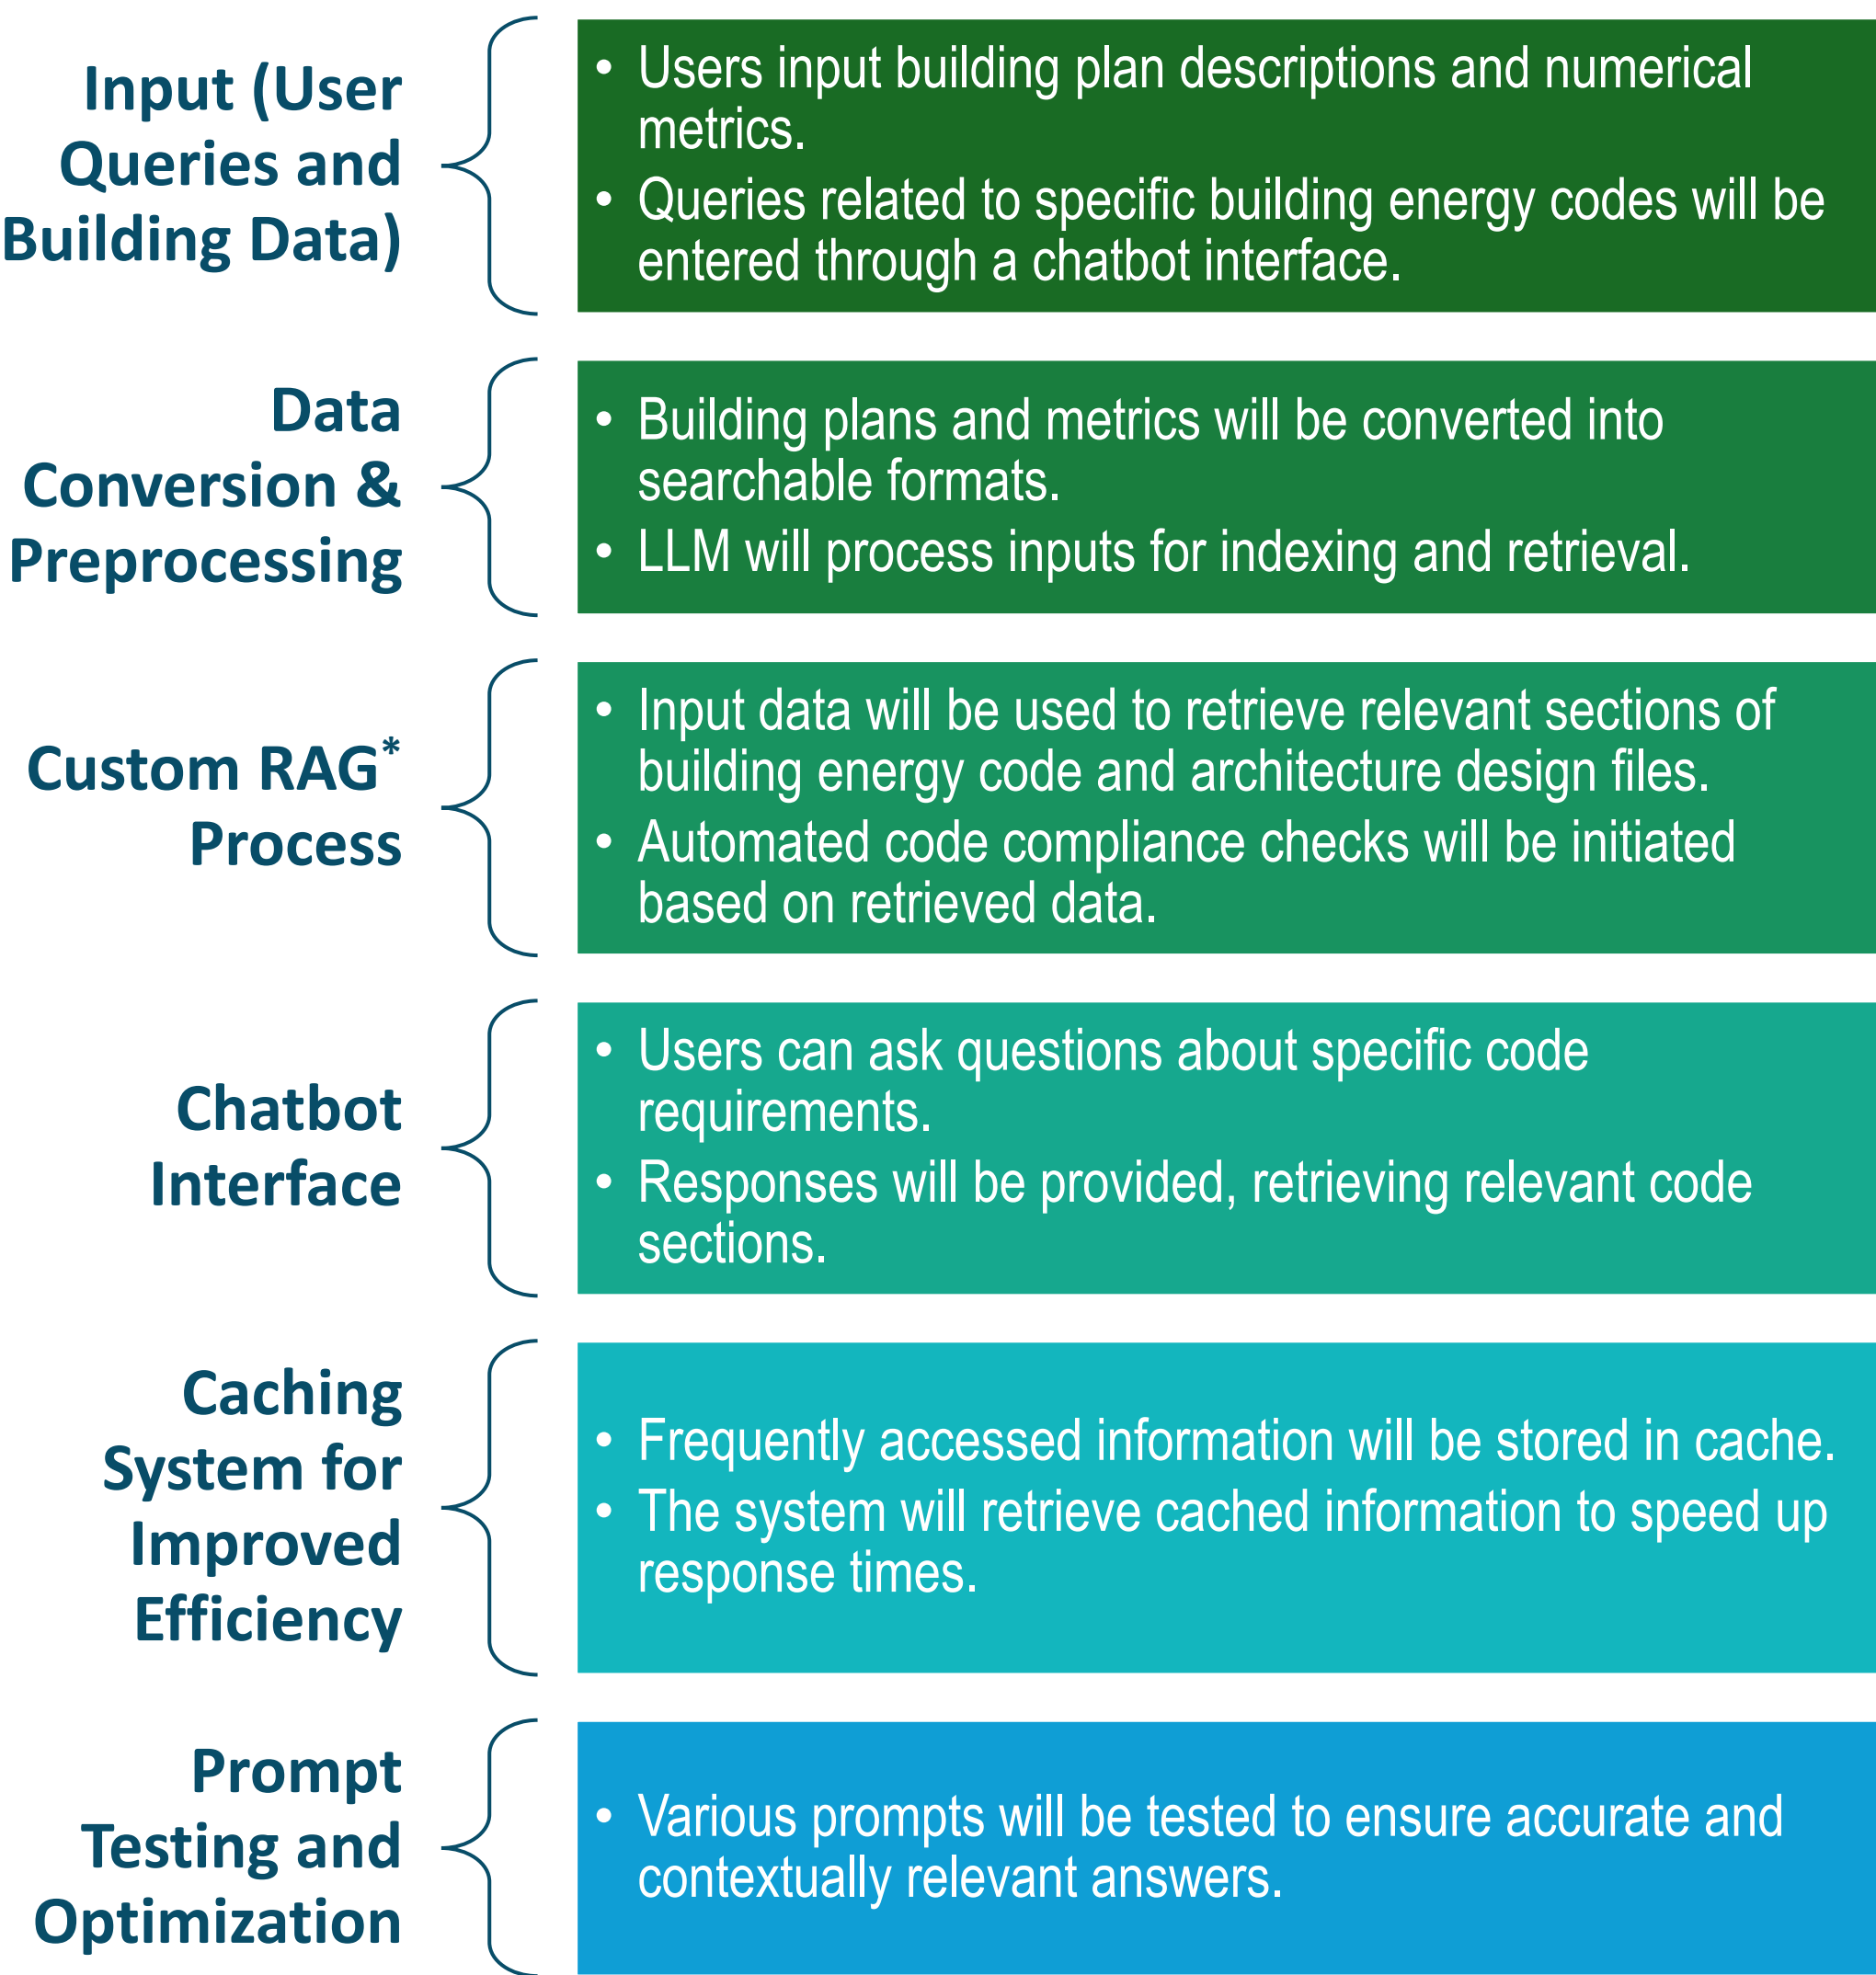 Input (User
Queries and
Building Data)
• Users input building plan descriptions and numerical
metrics.
• Queries related to specific building energy codes will be
entered through a chatbot interface.
Data
Conversion &
Preprocessing
• Building plans and metrics will be converted into
searchable formats.
• LLM will process inputs for indexing and retrieval.
Custom RAG*
Process
• Input data will be used to retrieve relevant sections of
building energy code and architecture design files.
• Automated code compliance checks will be initiated
based on retrieved data.
Chatbot
Interface
• Users can ask questions about specific code
requirements.
• Responses will be provided, retrieving relevant code
sections.
Caching
System for
Improved
Efficiency
• Frequently accessed information will be stored in cache.
• The system will retrieve cached information to speed up
response times.
Prompt
Testing and
Optimization
• Various prompts will be tested to ensure accurate and
contextually relevant answers.